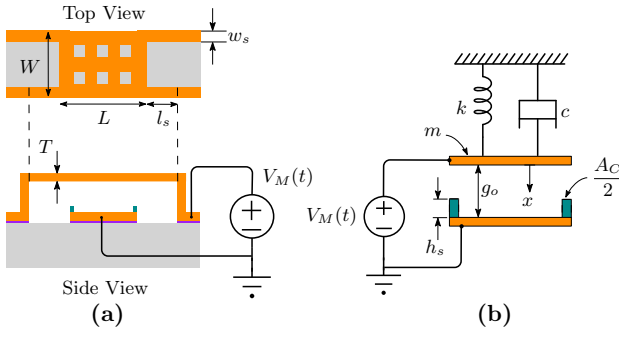 Top View
w_s
W
L
l_s
T
V_M(t)
Side View
(a)
k
c
m
g_o
x
A_C
2
V_M(t)
h_s
(b)